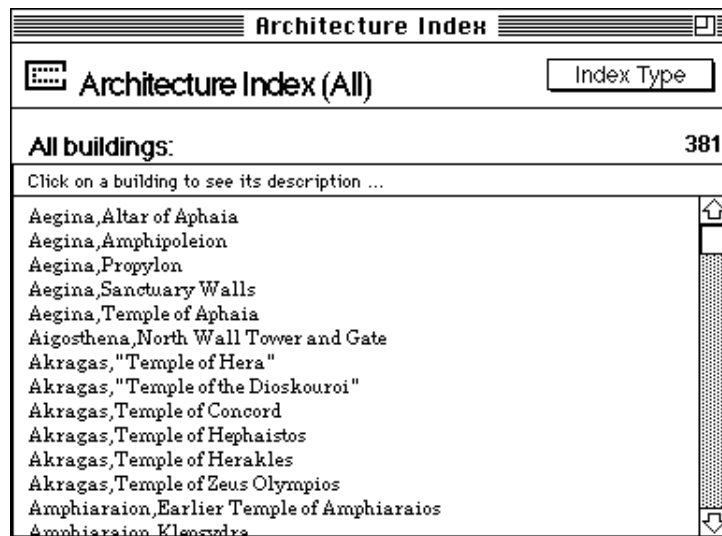 Architecture Index
Architecture Index (All)
Index Type
All buildings:
381
Click on a building to see its description ...
Aegina,Altar of Aphaia
Aegina,Amphipoleion
Aegina,Propylon
Aegina,Sanctuary Walls
Aegina,Temple of Aphaia
Aigosthena,North Wall Tower and Gate
Akragas,"Temple of Hera"
Akragas,"Temple of the Dioskouroi"
Akragas,Temple of Concord
Akragas,Temple of Hephaistos
Akragas,Temple of Herakles
Akragas,Temple of Zeus Olympios
Amphiaraion,Earlier Temple of Amphiaraios
Amphiaraion,Klepsydra